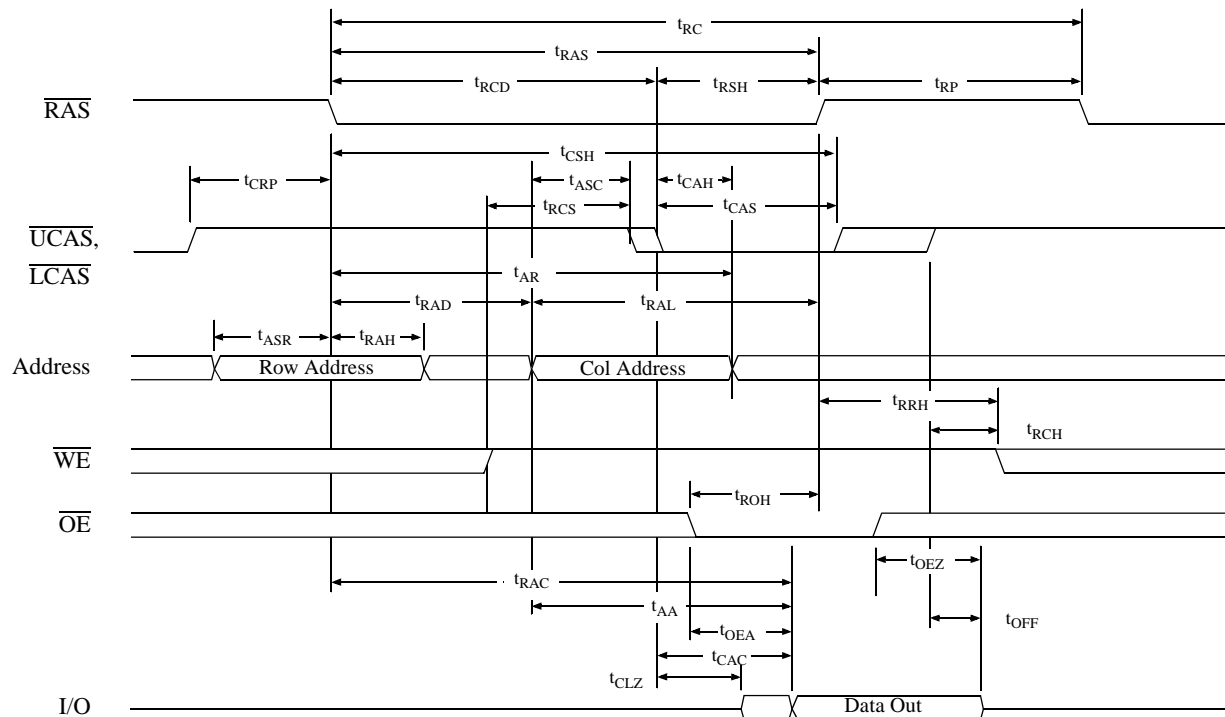 tRC
tRAS
tRCD tRSH tRP
RAS
tCSH
tCRP tASC tCAH
tRCS tCAS
UCAS,
LCAS
tAR
tRAD tRAL
tASR tRAH
Address Row Address Col Address
tRRH
tRCH
WE
tROH
OE
tOEZ
tRAC
tAA
tOFF
tOEA
tCAC
tCLZ
I/O Data Out